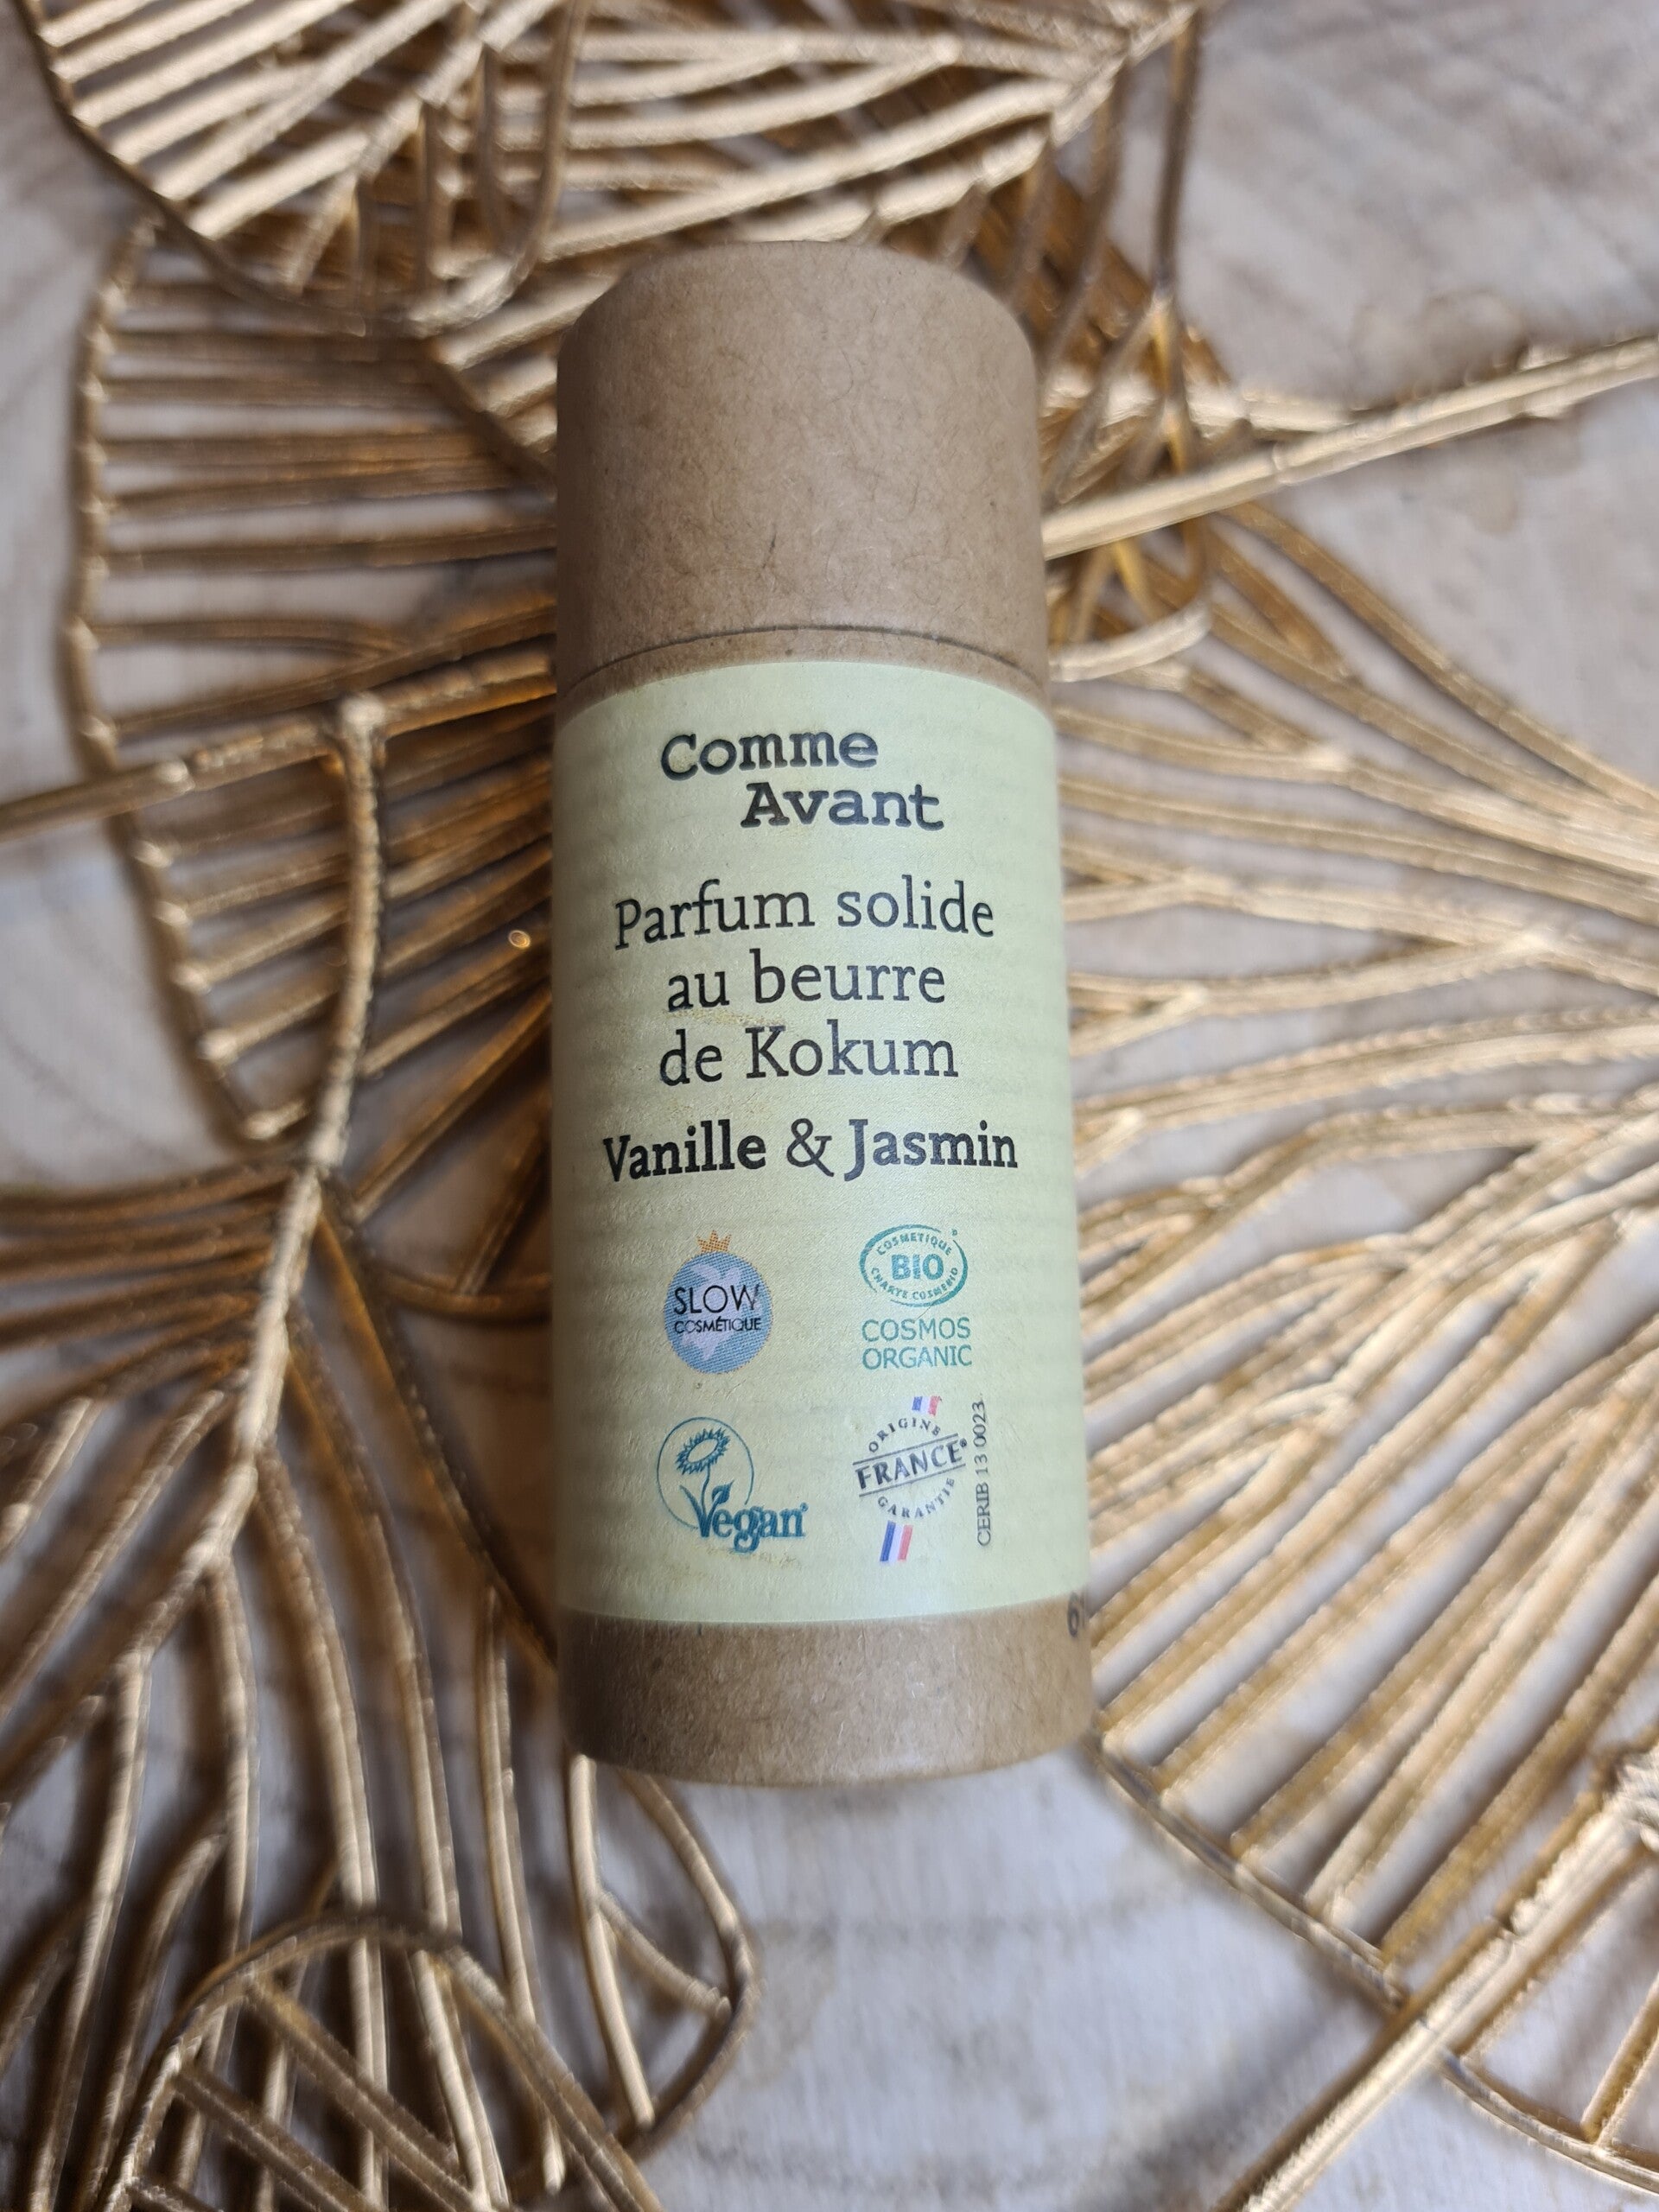 Comme
Avant
Parfum solide
au beurre
de Kokum
Vanille & Jasmin
SLOW
COSMÉTIQUE
COSMETIQUE
BIO
CHARTE COSMEBIO
COSMOS
ORGANIC
Vegan
ORIGINE
FRANCE
GARANTIE
CERIB 13 0023